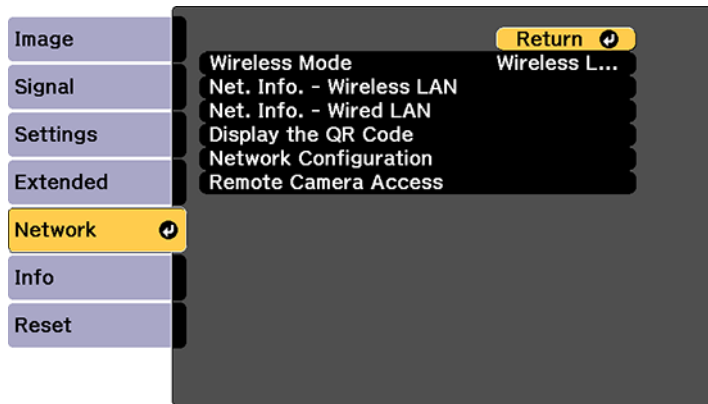 Image
Signal
Settings
Extended
Network
Info
Reset
Return
Wireless Mode Wireless L...
Net. Info. - Wireless LAN
Net. Info. - Wired LAN
Display the QR Code
Network Configuration
Remote Camera Access